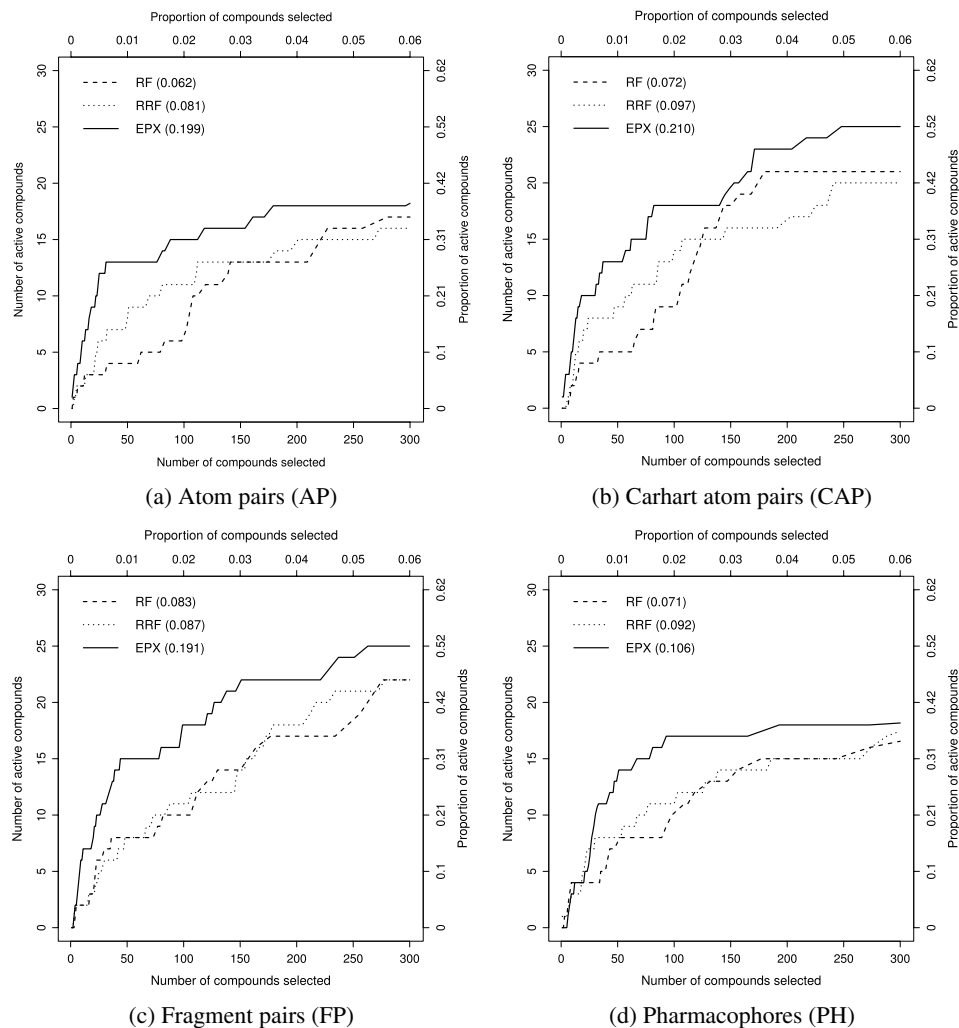 Proportion of compounds selected
0 0.01 0.02 0.03 0.04 0.05 0.06
RF (0.062)
RRF (0.081)
EPX (0.199)
Number of active compounds
0 5 10 15 20 25 30
Proportion of active compounds
0 0.1 0.21 0.31 0.42 0.52 0.62
0 50 100 150 200 250 300
Number of compounds selected
(a) Atom pairs (AP)
Proportion of compounds selected
0 0.01 0.02 0.03 0.04 0.05 0.06
RF (0.072)
RRF (0.097)
EPX (0.210)
Number of active compounds
0 5 10 15 20 25 30
Proportion of active compounds
0 0.1 0.21 0.31 0.42 0.52 0.62
0 50 100 150 200 250 300
Number of compounds selected
(b) Carhart atom pairs (CAP)
Proportion of compounds selected
0 0.01 0.02 0.03 0.04 0.05 0.06
RF (0.083)
RRF (0.087)
EPX (0.191)
Number of active compounds
0 5 10 15 20 25 30
Proportion of active compounds
0 0.1 0.21 0.31 0.42 0.52 0.62
0 50 100 150 200 250 300
Number of compounds selected
(c) Fragment pairs (FP)
Proportion of compounds selected
0 0.01 0.02 0.03 0.04 0.05 0.06
RF (0.071)
RRF (0.092)
EPX (0.106)
Number of active compounds
0 5 10 15 20 25 30
Proportion of active compounds
0 0.1 0.21 0.31 0.42 0.52 0.62
0 50 100 150 200 250 300
Number of compounds selected
(d) Pharmacophores (PH)